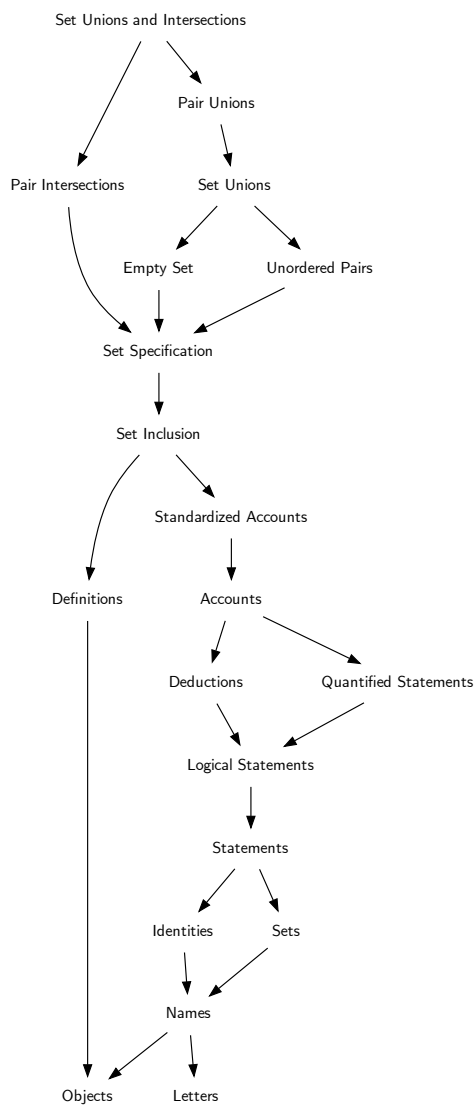 Set Unions and Intersections
Pair Unions
Pair Intersections
Set Unions
Empty Set
Unordered Pairs
Set Specification
Set Inclusion
Standardized Accounts
Definitions
Accounts
Deductions
Quantified Statements
Logical Statements
Statements
Identities
Sets
Names
Objects
Letters